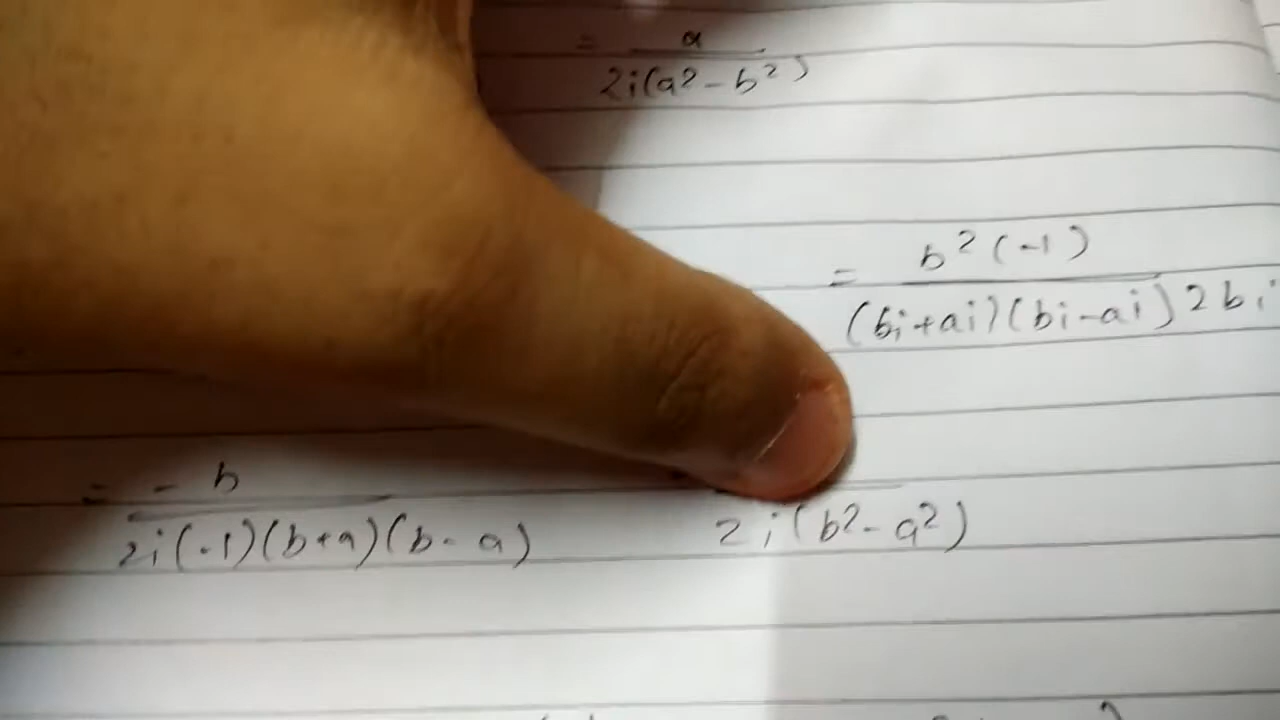 = a
2i(a² - b²)
= b²(-1)
(bi+ai)(bi-ai)2bi
= - b
2i(-1)(b+a)(b-a)
2i(b²-a²)